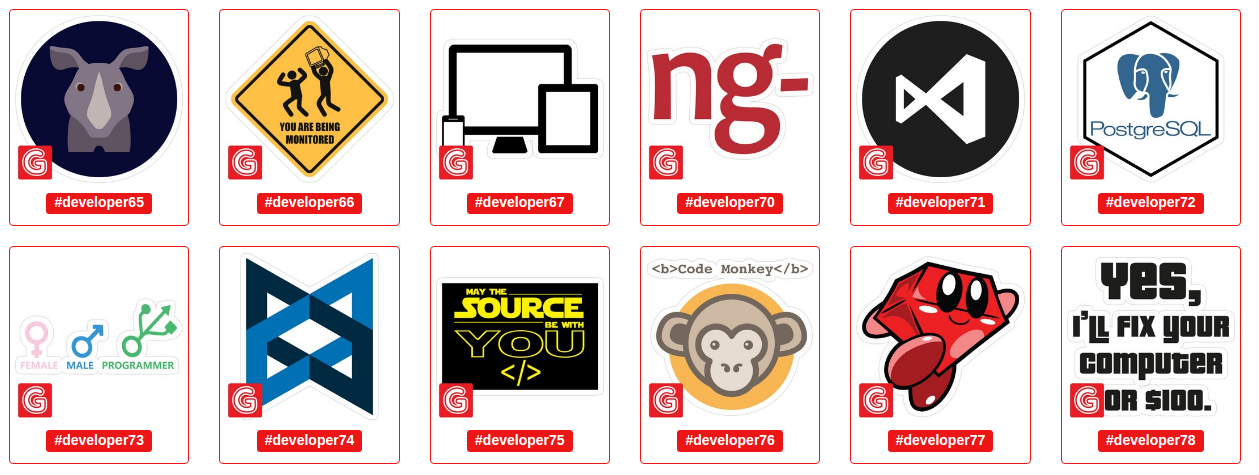 YOU ARE BEING
MONITORED
G
G
G
ng-
G
G
PostgreSQL
G
#developer65
#developer66
#developer67
#developer70
#developer71
#developer72
FEMALE
MALE
PROGRAMMER
G
G
MAY THE
SOURCE
BE WITH
YOU
</>
G
<b>Code Monkey</b>
G
G
YES,
I'LL FIX YOUR
COMPUTER
G
OR $100.
#developer73
#developer74
#developer75
#developer76
#developer77
#developer78